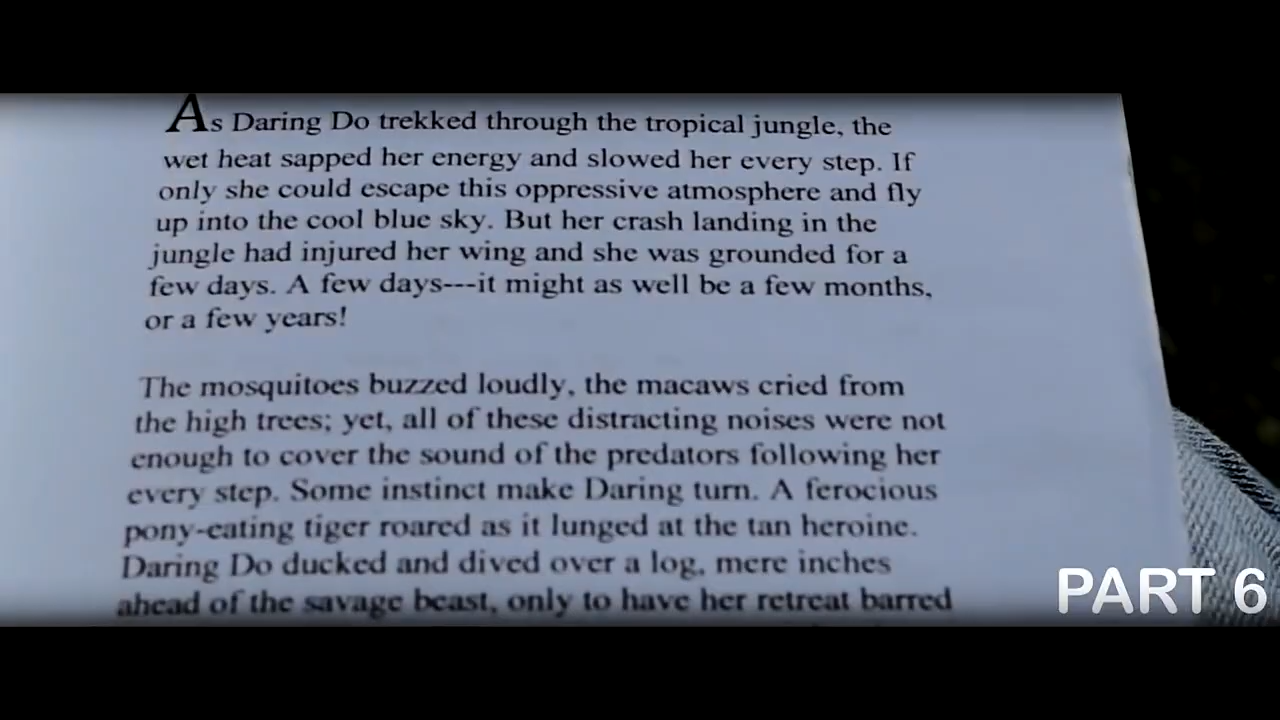 As Daring Do trekked through the tropical jungle, the
wet heat sapped her energy and slowed her every step. If
only she could escape this oppressive atmosphere and fly
up into the cool blue sky. But her crash landing in the
jungle had injured her wing and she was grounded for a
few days. A few days---it might as well be a few months,
or a few years!
The mosquitoes buzzed loudly, the macaws cried from
the high trees; yet, all of these distracting noises were not
enough to cover the sound of the predators following her
every step. Some instinct make Daring turn. A ferocious
pony-eating tiger roared as it lunged at the tan heroine.
Daring Do ducked and dived over a log, mere inches
ahead of the savage beast, only to have her retreat barred
PART 6